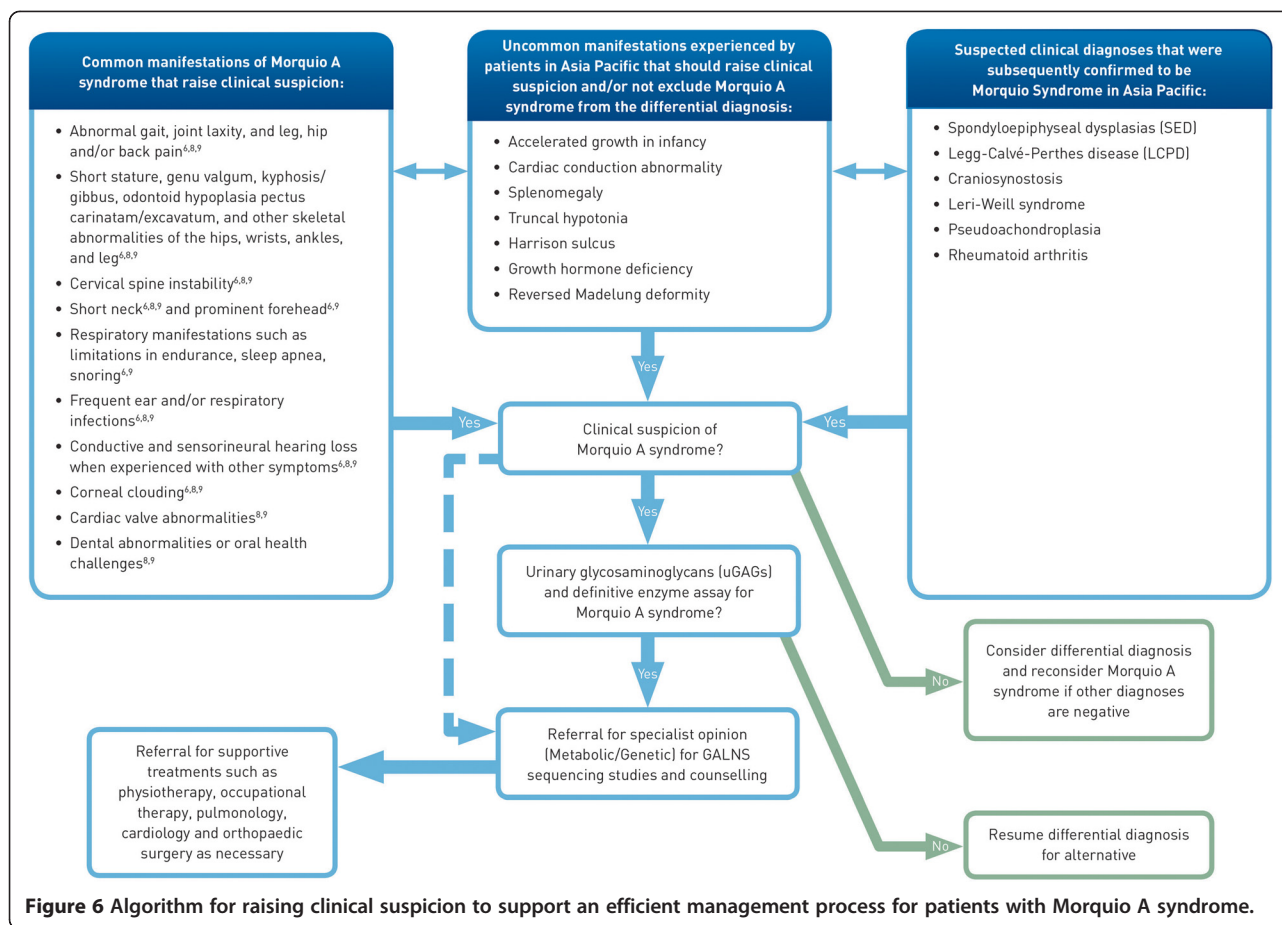 Common manifestations of Morquio A
syndrome that raise clinical suspicion:
• Abnormal gait, joint laxity, and leg, hip
and/or back pain6,8,9
• Short stature, genu valgum, kyphosis/
gibbus, odontoid hypoplasia pectus
carinatam/excavatum, and other skeletal
abnormalities of the hips, wrists, ankles,
and leg6,8,9
• Cervical spine instability6,8,9
• Short neck6,8,9 and prominent forehead6,9
• Respiratory manifestations such as
limitations in endurance, sleep apnea,
snoring6,9
• Frequent ear and/or respiratory
infections6,8,9
• Conductive and sensorineural hearing loss
when experienced with other symptoms6,8,9
• Corneal clouding6,8,9
• Cardiac valve abnormalities8,9
• Dental abnormalities or oral health
challenges8,9
Uncommon manifestations experienced by
patients in Asia Pacific that should raise clinical
suspicion and/or not exclude Morquio A
syndrome from the differential diagnosis:
• Accelerated growth in infancy
• Cardiac conduction abnormality
• Splenomegaly
• Truncal hypotonia
• Harrison sulcus
• Growth hormone deficiency
• Reversed Madelung deformity
Suspected clinical diagnoses that were
subsequently confirmed to be
Morquio Syndrome in Asia Pacific:
• Spondyloepiphyseal dysplasias (SED)
• Legg-Calvé-Perthes disease (LCPD)
• Craniosynostosis
• Leri-Weill syndrome
• Pseudoachondroplasia
• Rheumatoid arthritis
Yes
Yes
Yes
Clinical suspicion of
Morquio A syndrome?
Yes
Urinary glycosaminoglycans (uGAGs)
and definitive enzyme assay for
Morquio A syndrome?
Yes
No
Consider differential diagnosis
and reconsider Morquio A
syndrome if other diagnoses
are negative
Referral for specialist opinion
(Metabolic/Genetic) for GALNS
sequencing studies and counselling
Referral for supportive
treatments such as
physiotherapy, occupational
therapy, pulmonology,
cardiology and orthopaedic
surgery as necessary
No
Resume differential diagnosis
for alternative
Figure 6 Algorithm for raising clinical suspicion to support an efficient management process for patients with Morquio A syndrome.